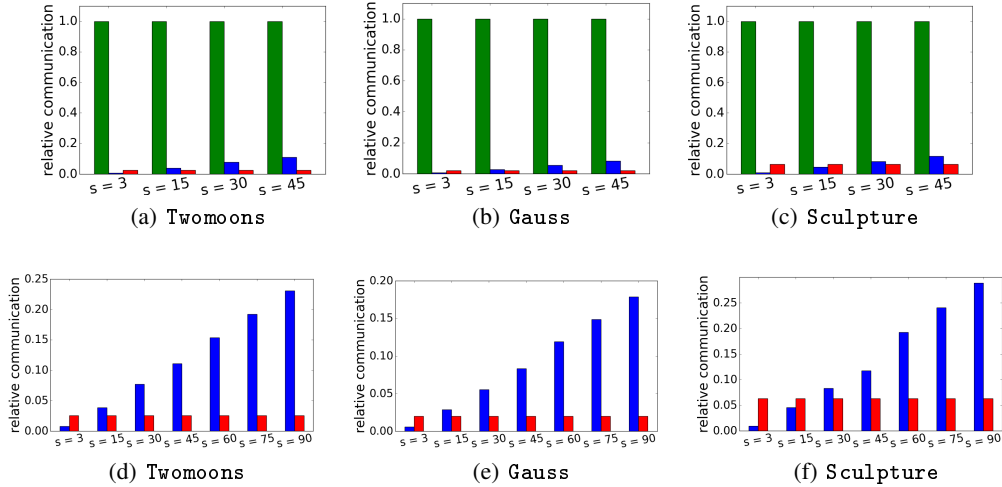 relative communication
1.0
0.8
0.6
0.4
0.2
0.0
s = 3
s = 15
s = 30
s = 45
(a) Twomoons
relative communication
1.0
0.8
0.6
0.4
0.2
0.0
s = 3
s = 15
s = 30
s = 45
(b) Gauss
relative communication
1.0
0.8
0.6
0.4
0.2
0.0
s = 3
s = 15
s = 30
s = 45
(c) Sculpture
relative communication
0.25
0.20
0.15
0.10
0.05
0.00
s = 3
s = 15
s = 30
s = 45
s = 60
s = 75
s = 90
(d) Twomoons
relative communication
0.20
0.15
0.10
0.05
0.00
s = 3
s = 15
s = 30
s = 45
s = 60
s = 75
s = 90
(e) Gauss
relative communication
0.25
0.20
0.15
0.10
0.05
0.00
s = 3
s = 15
s = 30
s = 45
s = 60
s = 75
s = 90
(f) Sculpture